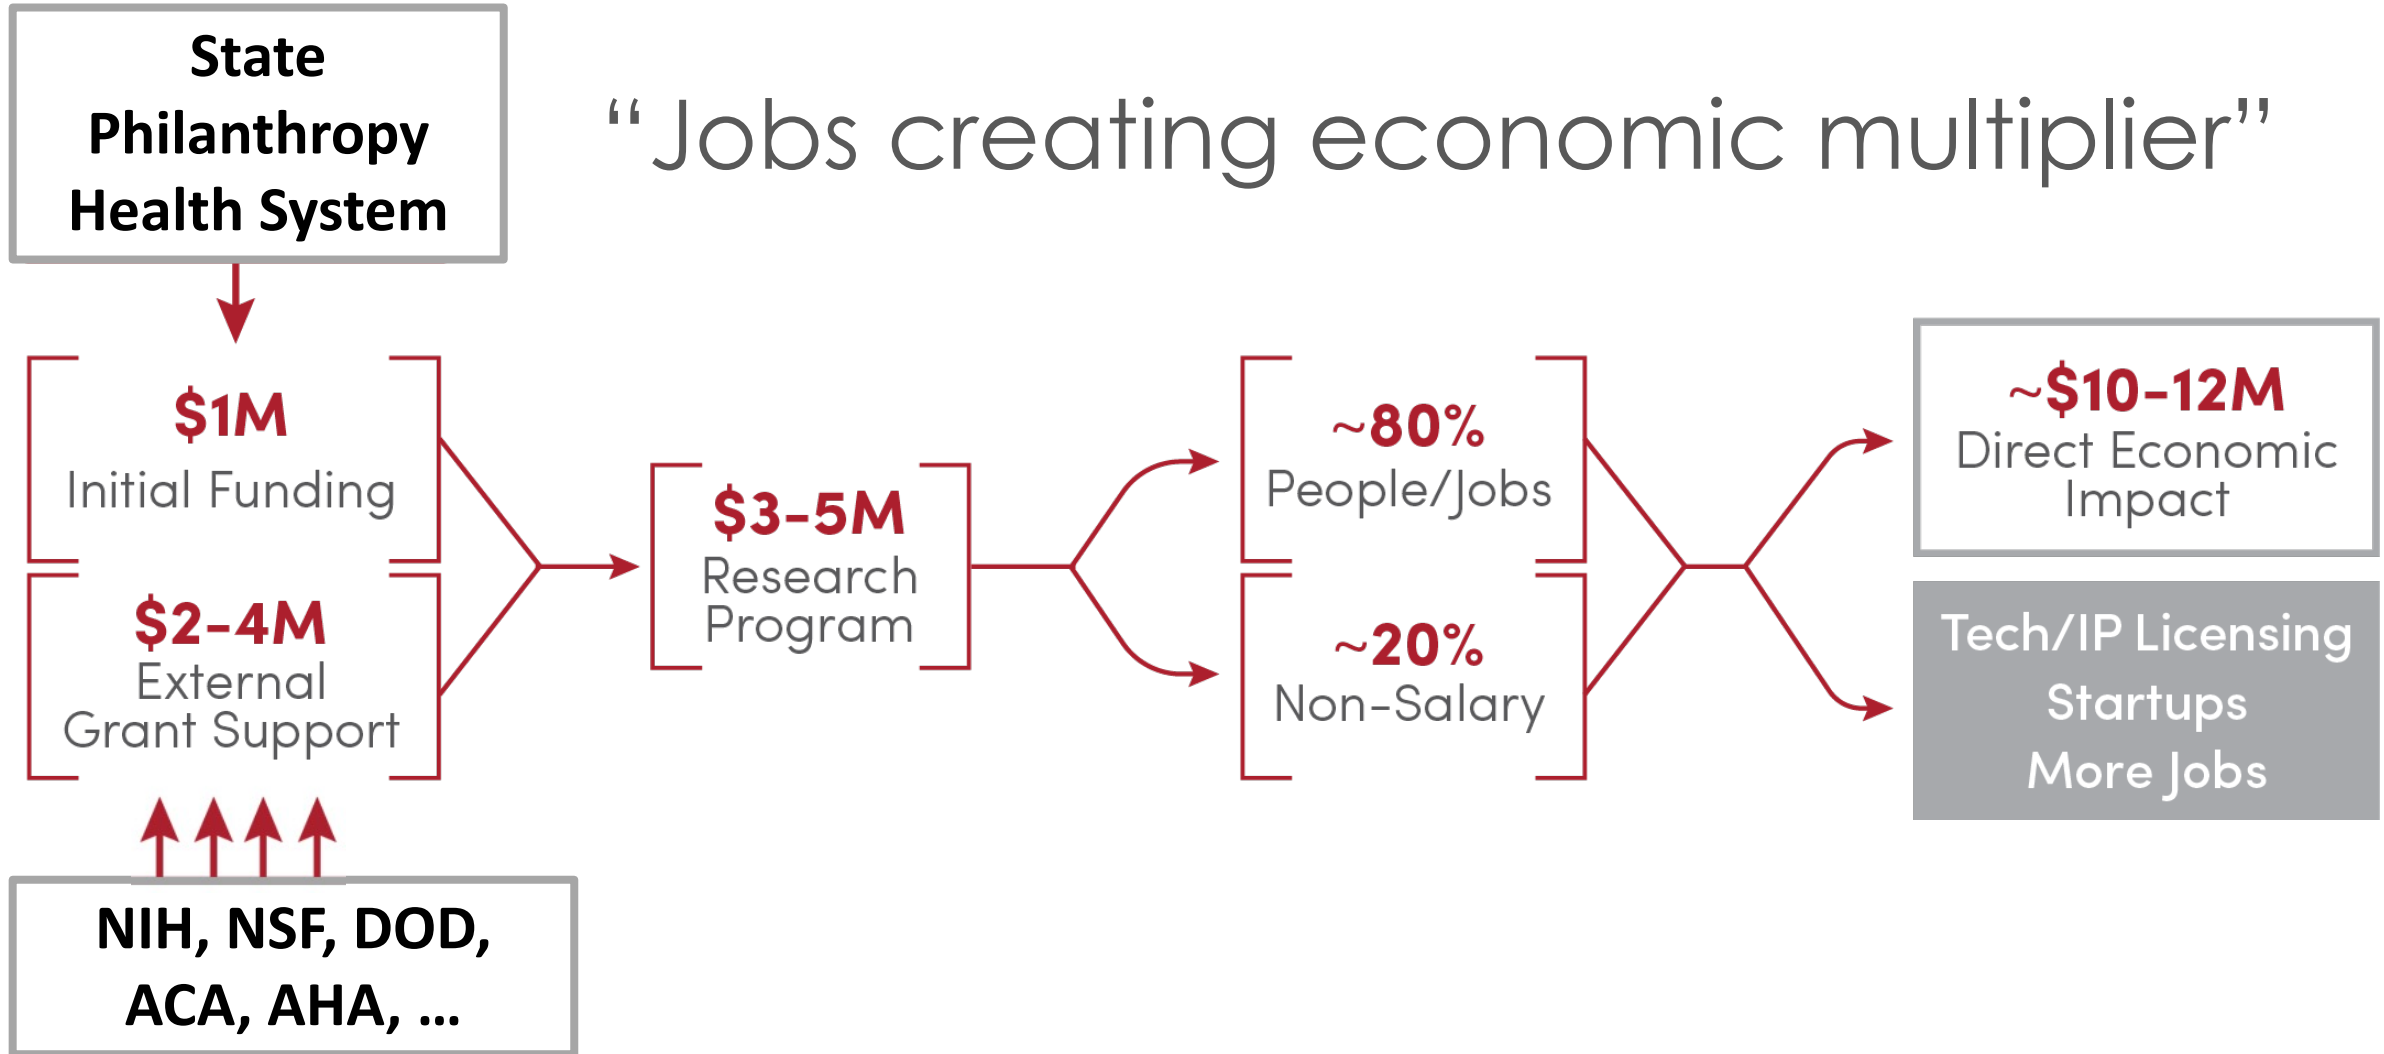 State
Philanthropy
Health System
“Jobs creating economic multiplier”
$1M
Initial Funding
$2-4M
External
Grant Support
NIH, NSF, DOD,
ACA, AHA, ...
$3-5M
Research
Program
~80%
People/Jobs
~20%
Non-Salary
~$10-12M
Direct Economic
Impact
Tech/IP Licensing
Startups
More Jobs